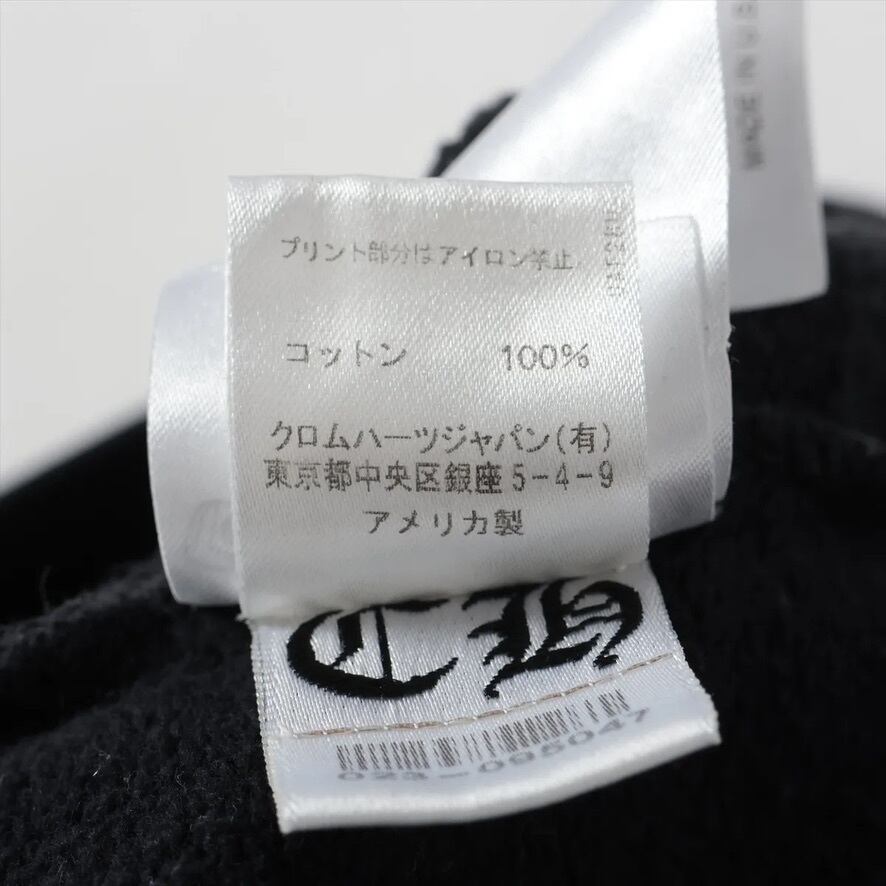 プリント部分はアイロン禁止
コットン 100%
クロムハーツジャパン(有)
東京都中央区銀座5-4-9
アメリカ製
CH
023-095047